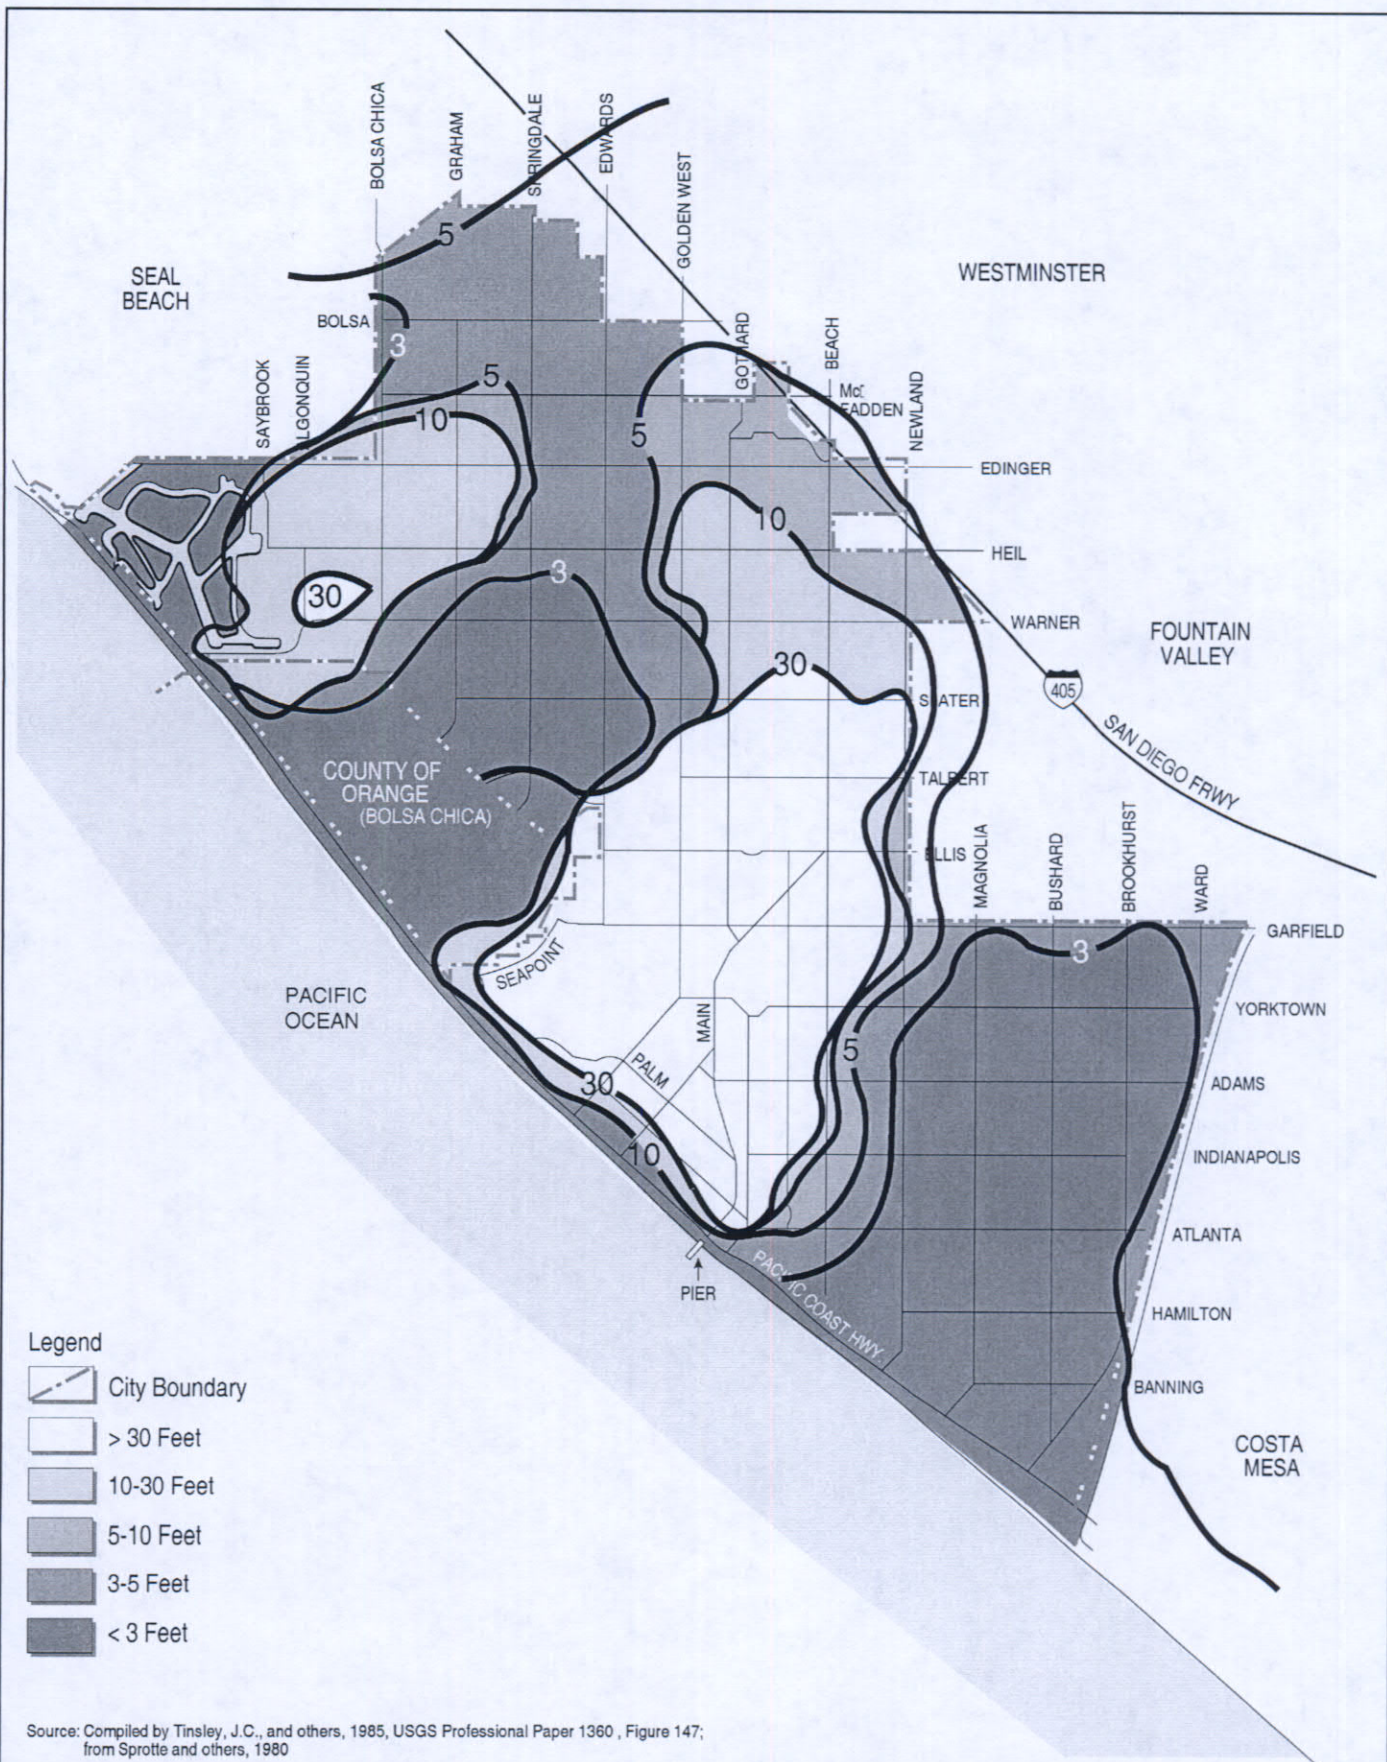 BOLSA CHICA
GRAHAM
SPRINGDALE
EDWARDS
GOLDEN WEST
5
SEAL
BEACH
WESTMINSTER
BOLSA
3
GOTHARD
BEACH
SAYBROOK
ALGONQUIN
5
Mc
FADDEN
NEWLAND
10
5
EDINGER
10
HEIL
3
30
WARNER
FOUNTAIN
VALLEY
30
405
SLATER
SAN DIEGO FRWY
COUNTY OF
ORANGE
(BOLSA CHICA)
TALBERT
ELLIS
MAGNOLIA
BUSHARD
BROOKHURST
WARD
GARFIELD
3
SEAPOINT
PACIFIC
OCEAN
YORKTOWN
MAIN
5
PALM
30
ADAMS
10
INDIANAPOLIS
ATLANTA
PACIFIC COAST HWY.
PIER
HAMILTON
BANNING
COSTA
MESA
Legend
City Boundary
> 30 Feet
10-30 Feet
5-10 Feet
3-5 Feet
< 3 Feet
Source: Compiled by Tinsley, J.C., and others, 1985, USGS Professional Paper 1360 , Figure 147;
from Sprotte and others, 1980